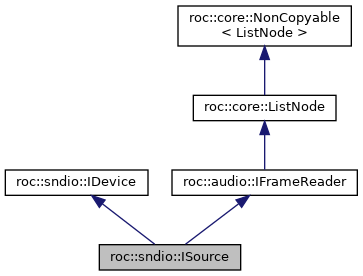 roc::core::NonCopyable
< ListNode >
roc::core::ListNode
roc::sndio::IDevice
roc::audio::IFrameReader
roc::sndio::ISource